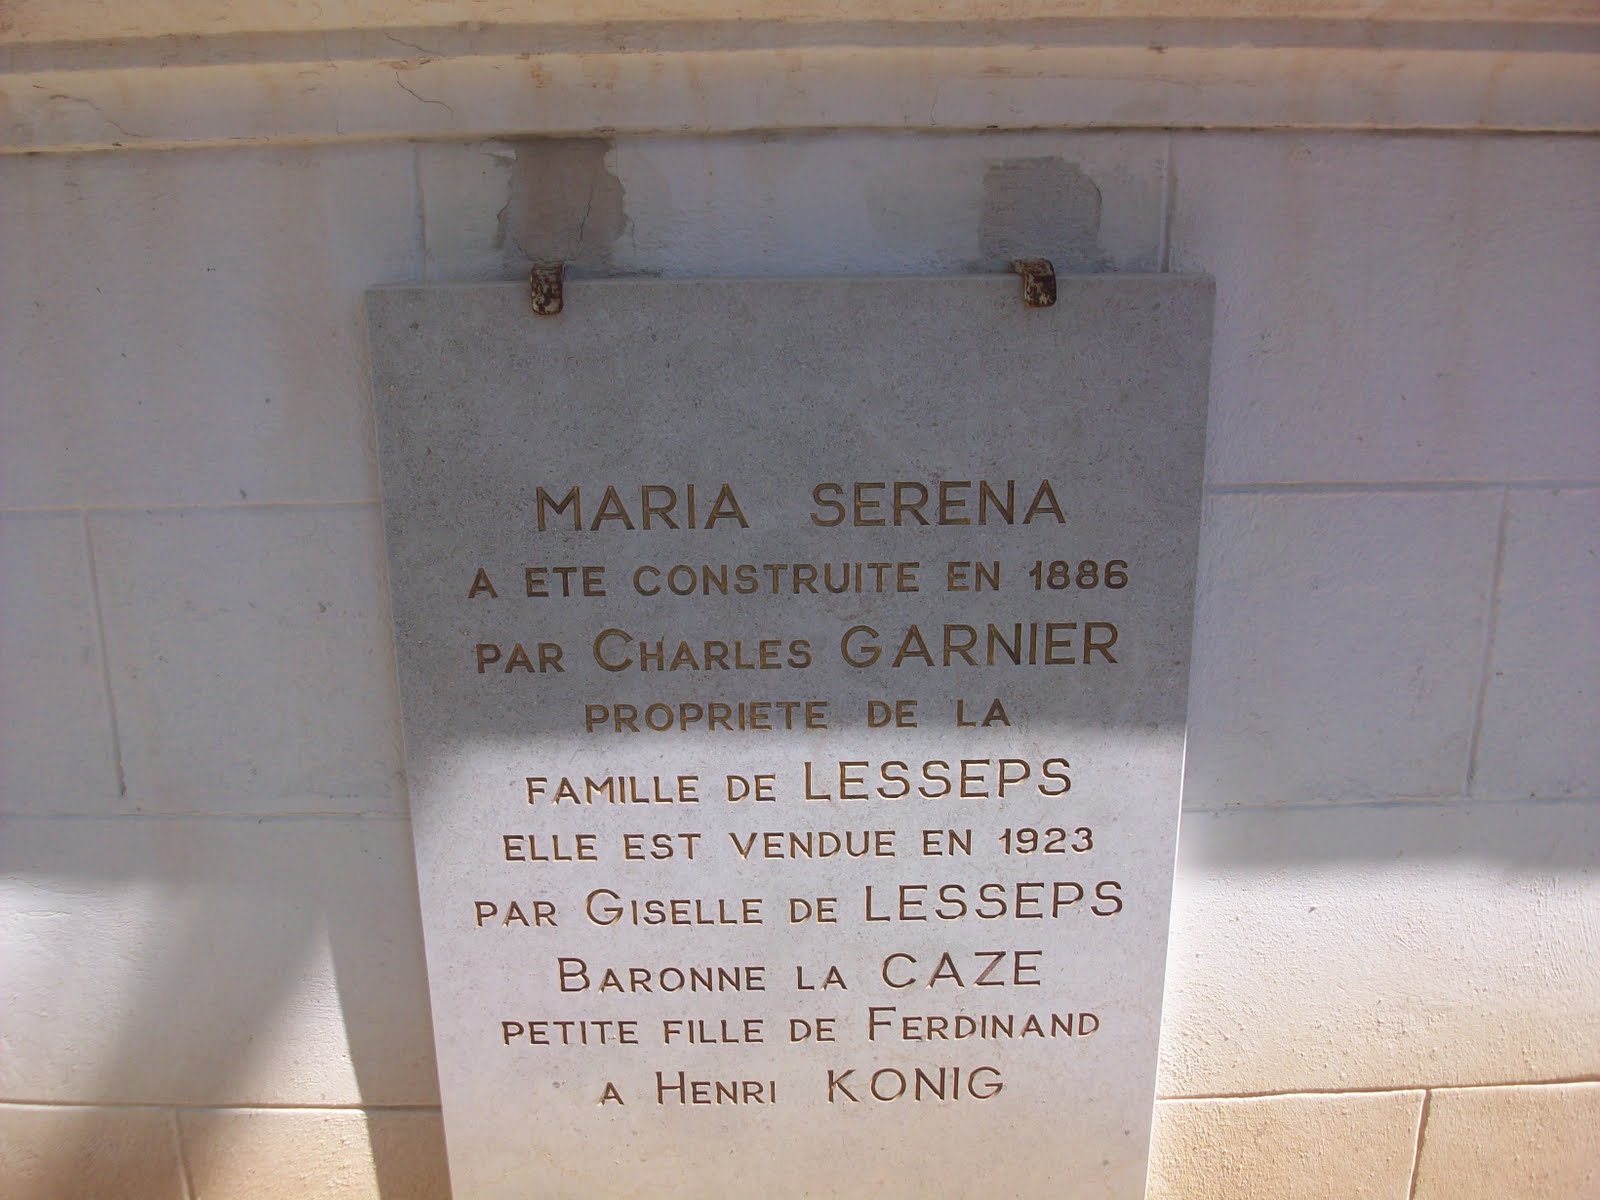 MARIA SERENA
A ETE CONSTRUITE EN 1886
PAR CHARLES GARNIER
PROPRIETE DE LA
FAMILLE DE LESSEPS
ELLE EST VENDUE EN 1923
PAR GISELLE DE LESSEPS
BARONNE LA CAZE
PETITE FILLE DE FERDINAND
A HENRI KONIG